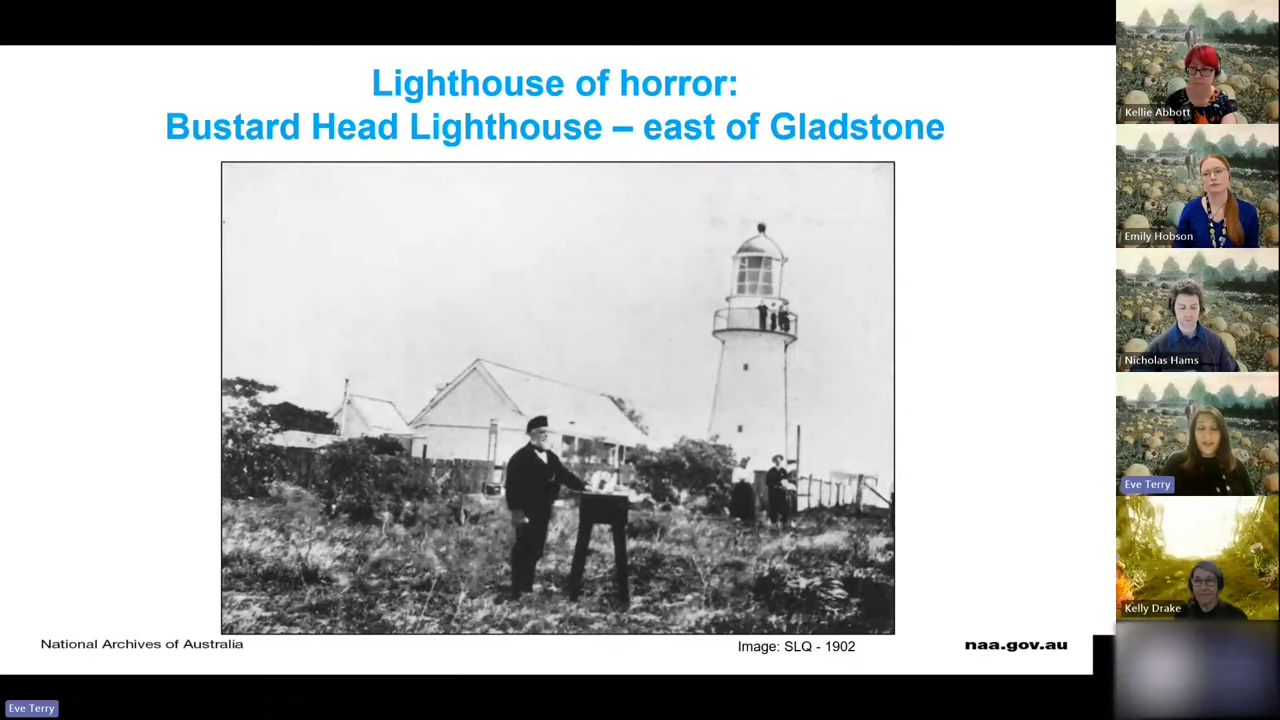 Lighthouse of horror:
Bustard Head Lighthouse – east of Gladstone
National Archives of Australia
Image: SLQ - 1902
naa.gov.au
Kellie Abbott
Emily Hobson
Nicholas Hams
Eve Terry
Kelly Drake
Eve Terry